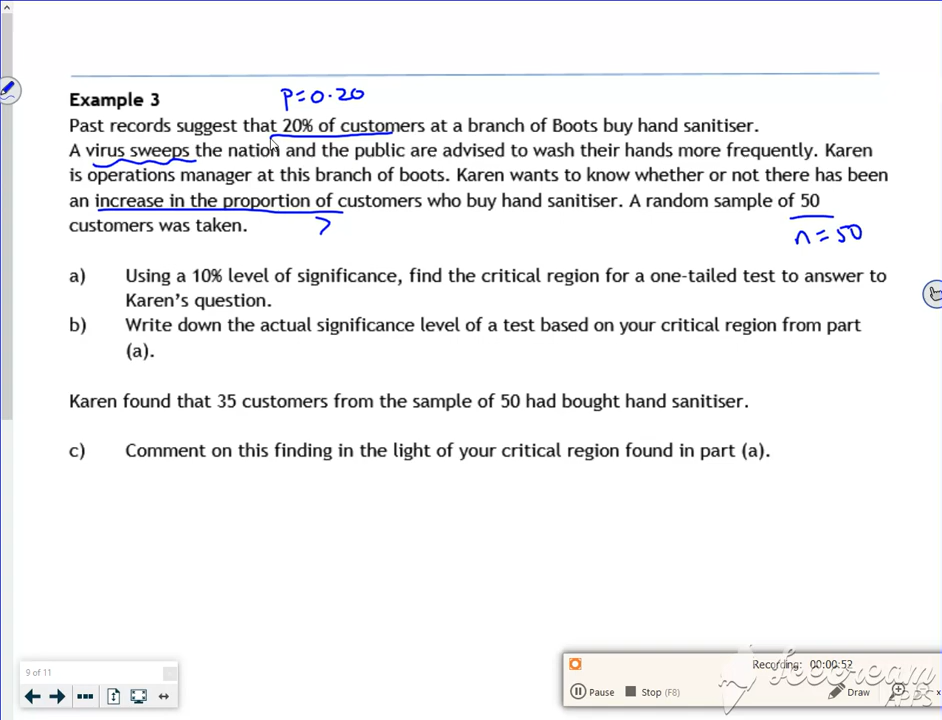 Example 3
p=0.20
Past records suggest that 20% of customers at a branch of Boots buy hand sanitiser.
A virus sweeps the nation and the public are advised to wash their hands more frequently. Karen
is operations manager at this branch of boots. Karen wants to know whether or not there has been
an increase in the proportion of customers who buy hand sanitiser. A random sample of 50
customers was taken.
>
n=50
a) Using a 10% level of significance, find the critical region for a one-tailed test to answer to
Karen's question.
b) Write down the actual significance level of a test based on your critical region from part
(a).
Karen found that 35 customers from the sample of 50 had bought hand sanitiser.
c) Comment on this finding in the light of your critical region found in part (a).
9 of 11
Recording: 00:00:52
Pause Stop (F8) Draw
Icecream
APPS